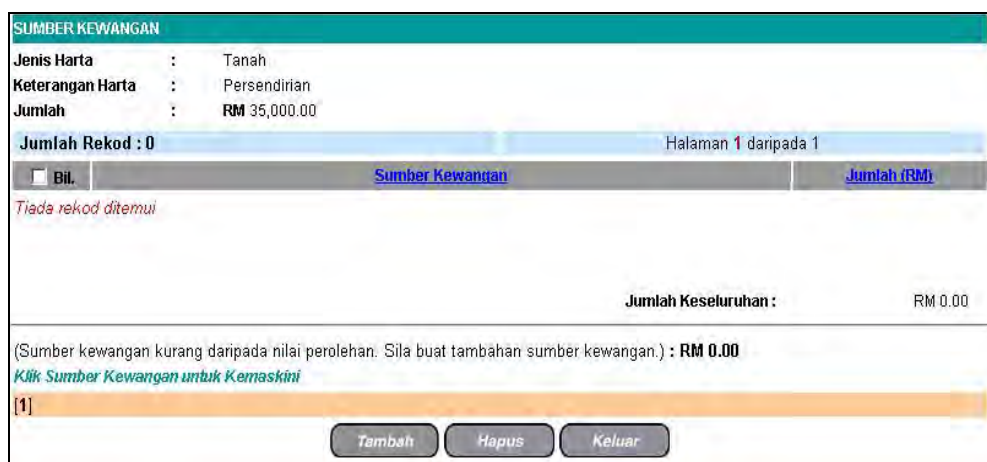 SUMBER KEWANGAN
Jenis Harta : Tanah
Keterangan Harta : Persendirian
Jumlah : RM 35,000.00
Jumlah Rekod : 0 Halaman 1 daripada 1
Bil. Sumber Kewangan Jumlah (RM)
Tiada rekod ditemui
Jumlah Keseluruhan : RM 0.00
(Sumber kewangan kurang daripada nilai perolehan. Sila buat tambahan sumber kewangan.) : RM 0.00
Klik Sumber Kewangan untuk Kemaskini
[1]
Tambah Hapus Keluar